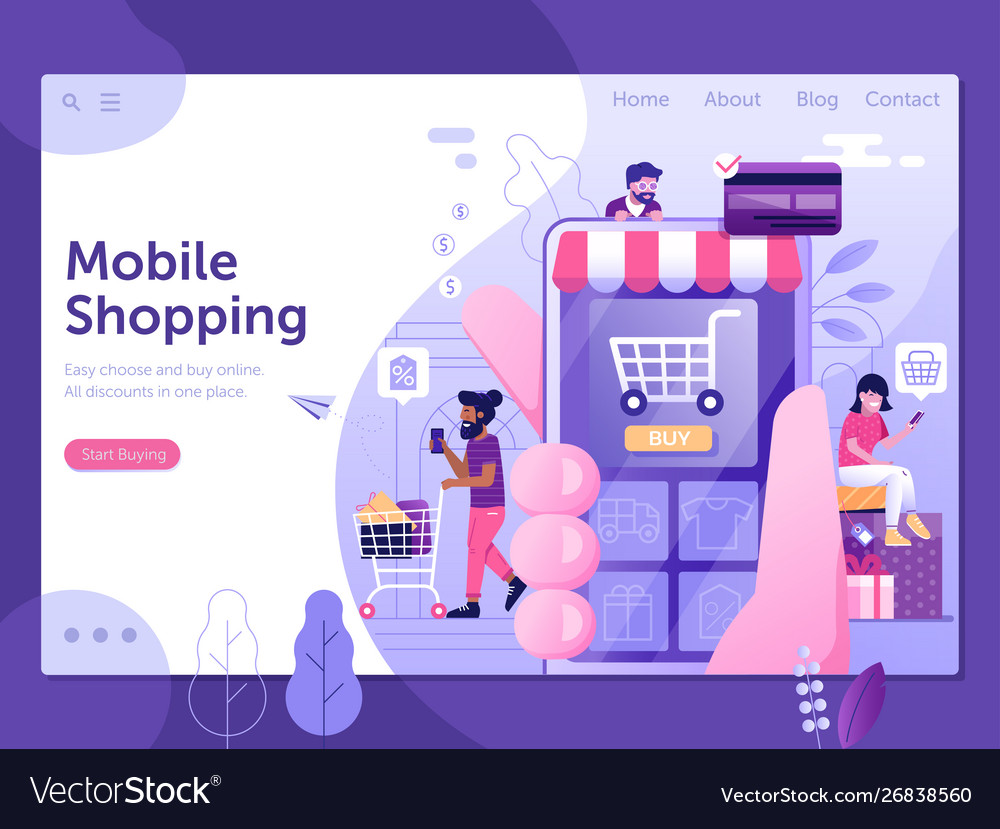 Home About Blog Contact
Mobile
Shopping
Easy choose and buy online.
All discounts in one place.
Start Buying
$
$
$
%
BUY
%
VectorStock®
VectorStock.com/26838560